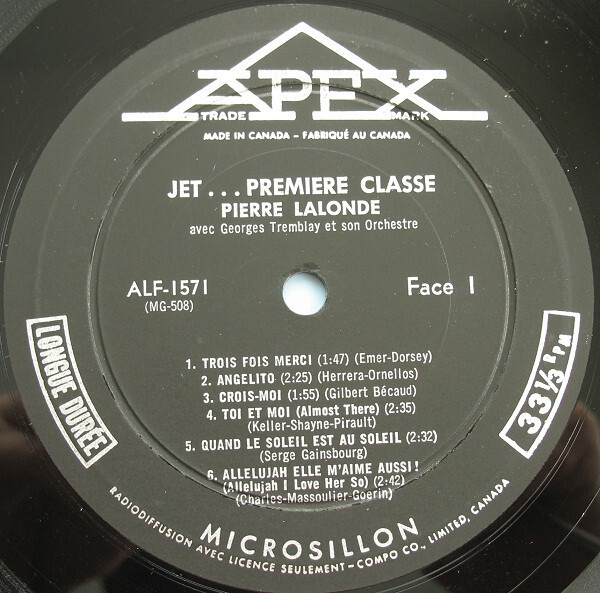 APEX
TRADE MARK
MADE IN CANADA – FABRIQUÉ AU CANADA
JET... PREMIERE CLASSE
PIERRE LALONDE
avec Georges Tremblay et son Orchestre
ALF-1571
(MG-508)
Face 1
1. TROIS FOIS MERCI (1:47) (Emer-Dorsey)
2. ANGELITO (2:25) (Herrera-Ornellos)
3. CROIS-MOI (1:55) (Gilbert Bécaud)
4. TOI ET MOI (Almost There) (2:35)
(Keller-Shayne-Pirault)
5. QUAND LE SOLEIL EST AU SOLEIL (2:32)
(Serge Gainsbourg)
6. ALLELUJAH ELLE M'AIME AUSSI!
(Allelujah I Love Her So) (2:42)
(Charles-Massoulier-Goerin)
LONGUE DURÉE
33⅓ R.P.M.
MICROSILLON
RADIODIFFUSION AVEC LICENCE SEULEMENT – COMPO CO., LIMITED, CANADA